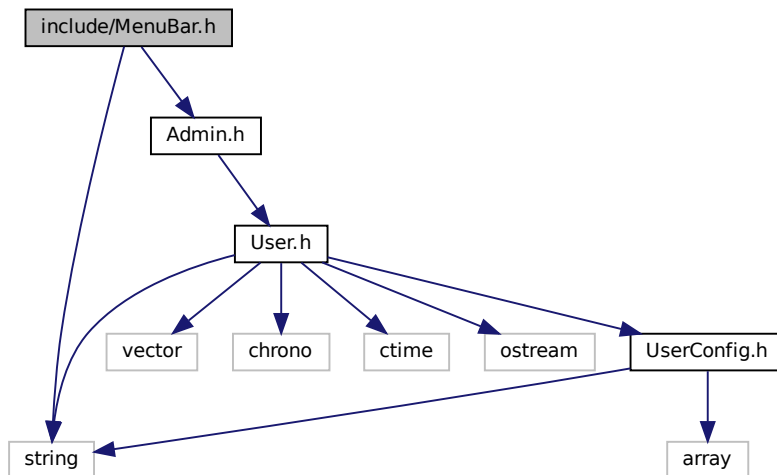 include/MenuBar.h
Admin.h
User.h
vector
chrono
ctime
ostream
UserConfig.h
string
array